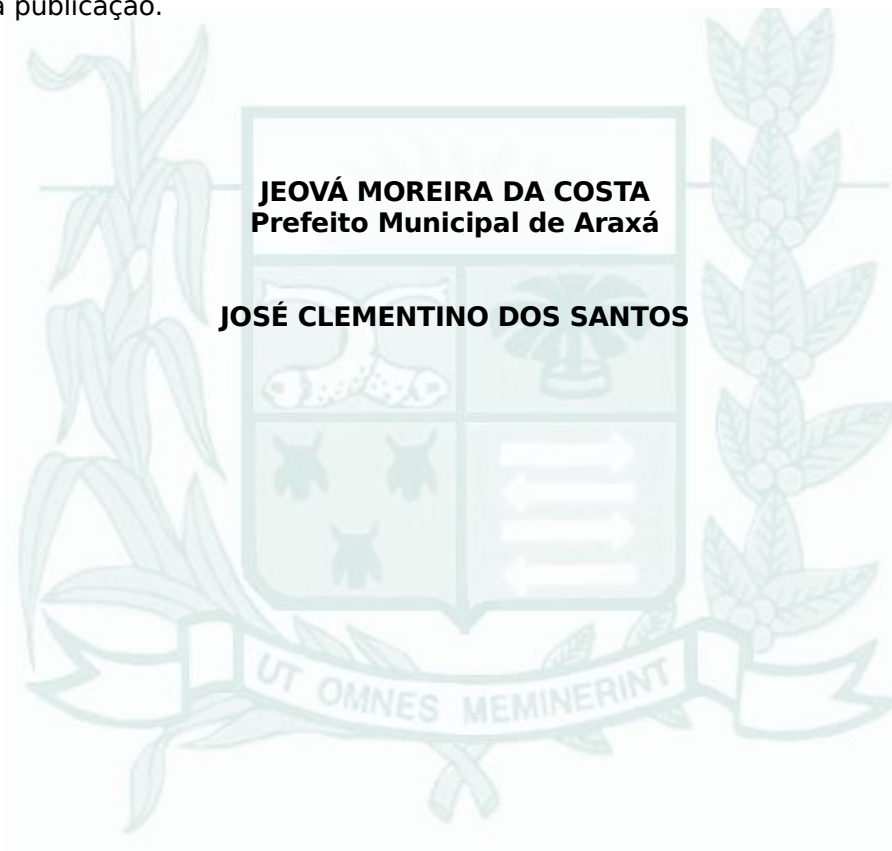 a publicação.
JEOVÁ MOREIRA DA COSTA
Prefeito Municipal de Araxá
JOSÉ CLEMENTINO DOS SANTOS
UT OMNES MEMINERINT